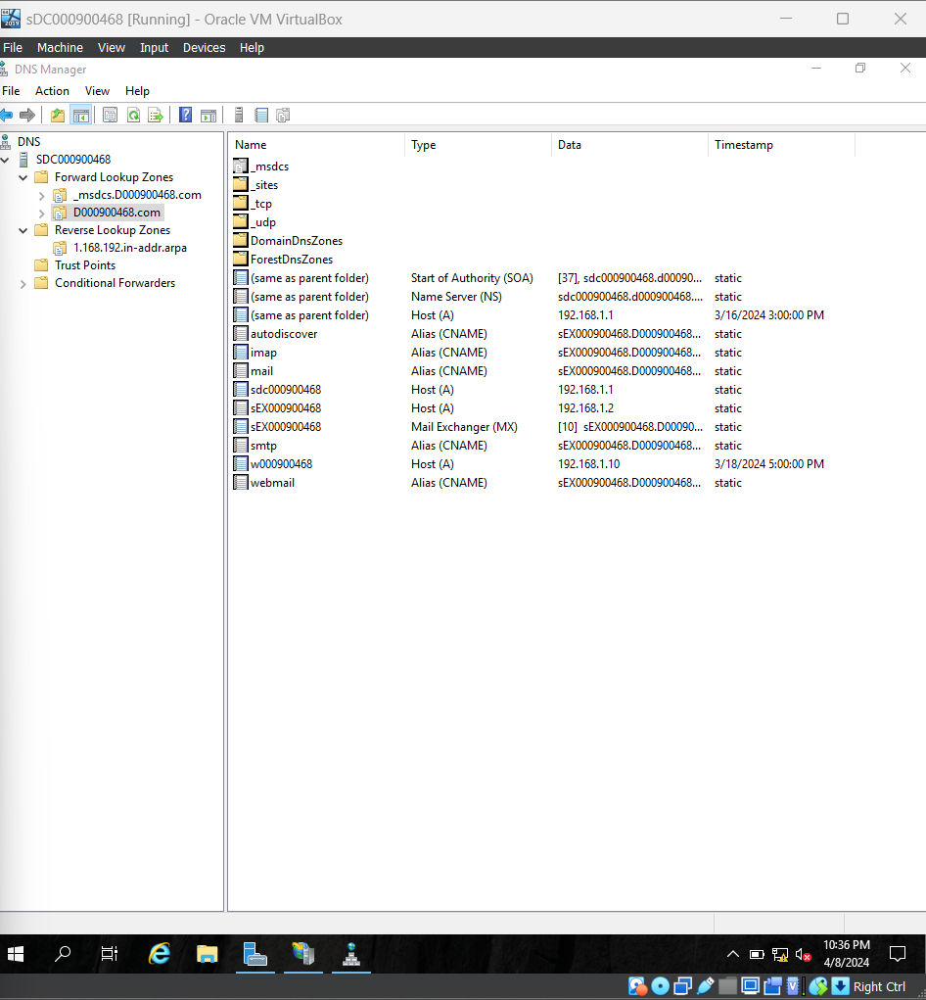 sDC000900468 [Running] - Oracle VM VirtualBox
File Machine View Input Devices Help
DNS Manager
File Action View Help
DNS
SDC000900468
Forward Lookup Zones
_msdcs.D000900468.com
D000900468.com
Reverse Lookup Zones
1.168.192.in-addr.arpa
Trust Points
Conditional Forwarders
Name Type Data Timestamp
_msdcs
_sites
_tcp
_udp
DomainDnsZones
ForestDnsZones
(same as parent folder) Start of Authority (SOA) [37], sdc000900468.d00090... static
(same as parent folder) Name Server (NS) sdc000900468.d000900468.... static
(same as parent folder) Host (A) 192.168.1.1 3/16/2024 3:00:00 PM
autodiscover Alias (CNAME) sEX000900468.D000900468... static
imap Alias (CNAME) sEX000900468.D000900468... static
mail Alias (CNAME) sEX000900468.D000900468... static
sdc000900468 Host (A) 192.168.1.1 static
sEX000900468 Host (A) 192.168.1.2 static
sEX000900468 Mail Exchanger (MX) [10] sEX000900468.D00090... static
smtp Alias (CNAME) sEX000900468.D000900468... static
w000900468 Host (A) 192.168.1.10 3/18/2024 5:00:00 PM
webmail Alias (CNAME) sEX000900468.D000900468... static
10:36 PM
4/8/2024
Right Ctrl